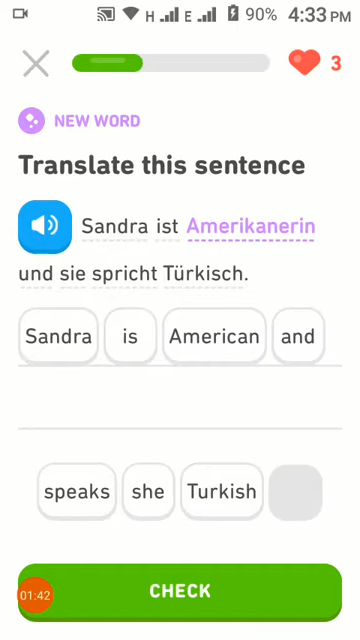 H E 90% 4:33 PM
3
NEW WORD
Translate this sentence
Sandra ist Amerikanerin
und sie spricht Türkisch.
Sandra is American and
speaks she Turkish
01:42 CHECK